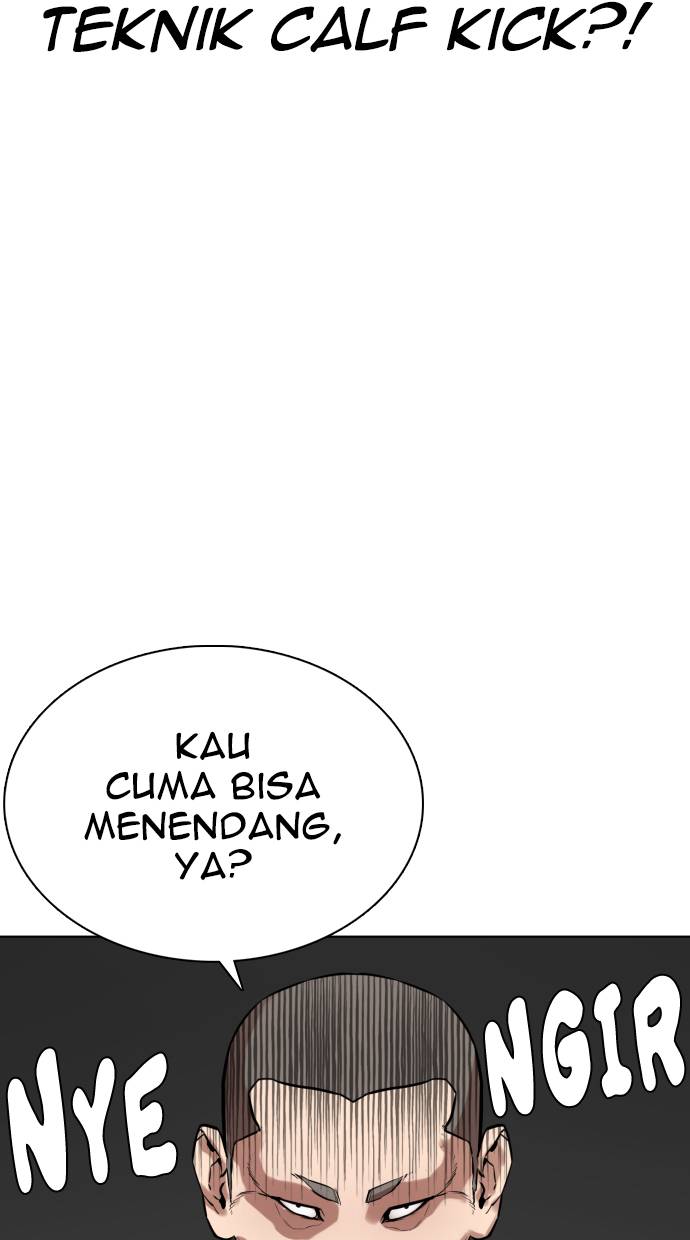 TEKNIK CALF KICK?!
KAU
CUMA BISA
MENENDANG,
YA?
NYE NGIR